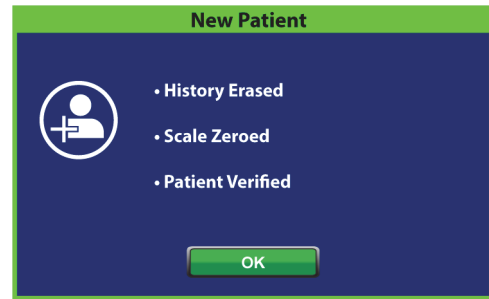 New Patient
• History Erased
• Scale Zeroed
• Patient Verified
OK